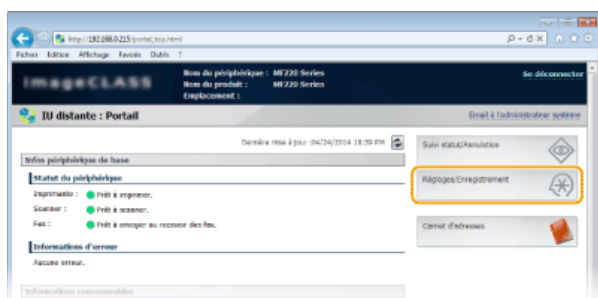 http://192.168.0.215/portal_top.html
Fichier Edition Affichage Favoris Outils ?
imageCLASS
Nom du périphérique : MF220 Series
Nom du produit : MF220 Series
Emplacement :
Se déconnecter
IU distante : Portail
Email à l'administrateur système
Dernière mise à jour :04/24/2014 18:39 PM
Infos périphérique de base
Statut du périphérique
Imprimante : Prêt à imprimer.
Scanner : Prêt à scanner.
Fax : Prêt à envoyer ou recevoir des fax.
Informations d'erreur
Aucune erreur.
Informations consommables
Suivi statut/Annulation
Réglages/Enregistrement
Carnet d'adresses